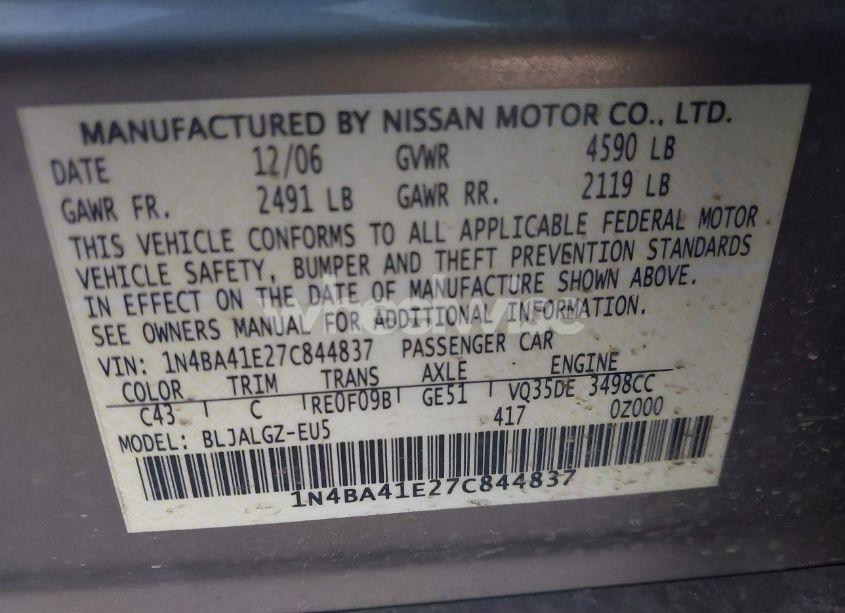 MANUFACTURED BY NISSAN MOTOR CO., LTD.
DATE 12/06 GVWR 4590 LB
GAWR FR. 2491 LB GAWR RR. 2119 LB
THIS VEHICLE CONFORMS TO ALL APPLICABLE FEDERAL MOTOR
VEHICLE SAFETY, BUMPER AND THEFT PREVENTION STANDARDS
IN EFFECT ON THE DATE OF MANUFACTURE SHOWN ABOVE.
SEE OWNERS MANUAL FOR ADDITIONAL INFORMATION.
wheelwise
VIN: 1N4BA41E27C844837 PASSENGER CAR
COLOR TRIM TRANS AXLE ENGINE
C43 C RE0F09B GE51 VQ35DE 3498CC
MODEL: BLJALGZ-EU5 417 0Z000
1N4BA41E27C844837